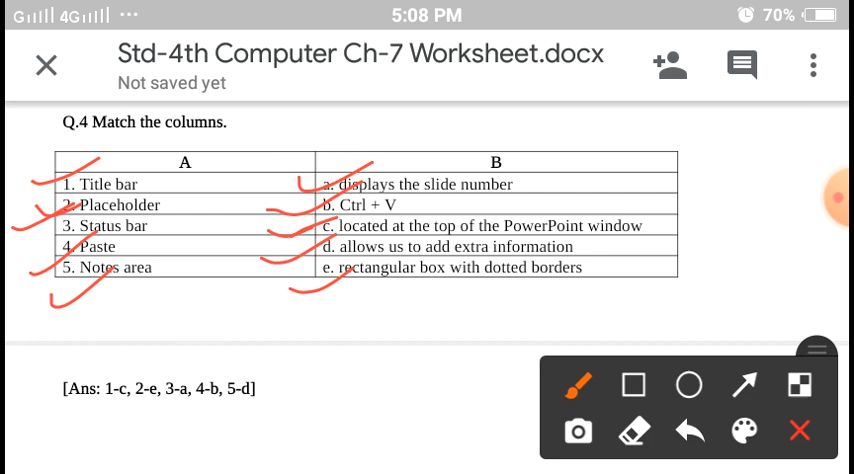 G 4G ...
5:08 PM
70%
Std-4th Computer Ch-7 Worksheet.docx
Not saved yet
Q.4 Match the columns.
A B
1. Title bar a. displays the slide number
2. Placeholder b. Ctrl + V
3. Status bar c. located at the top of the PowerPoint window
4. Paste d. allows us to add extra information
5. Notes area e. rectangular box with dotted borders
[Ans: 1-c, 2-e, 3-a, 4-b, 5-d]